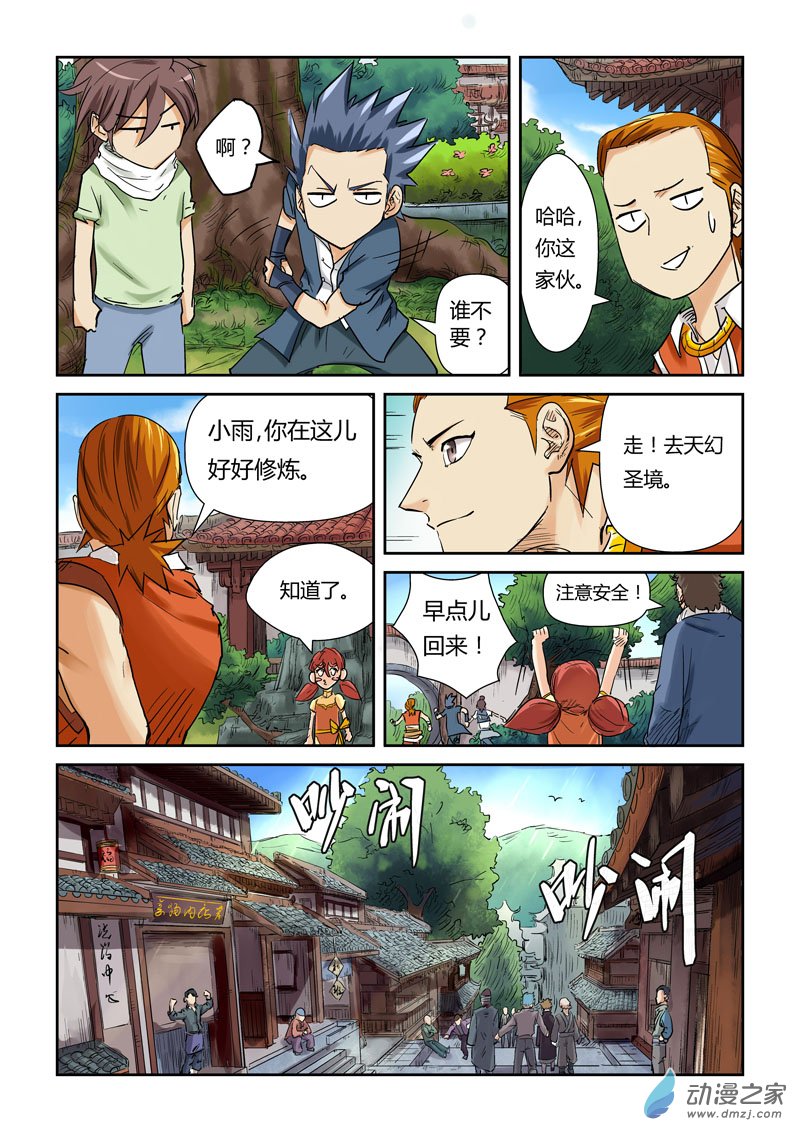 啊？
谁不
要？
哈哈，
你这
家伙。
小雨，你在这儿
好好修炼。
知道了。
走！去天幻
圣境。
早点儿
回来！
注意安全！
吵闹
吵闹
动漫之家
www.dmzj.com